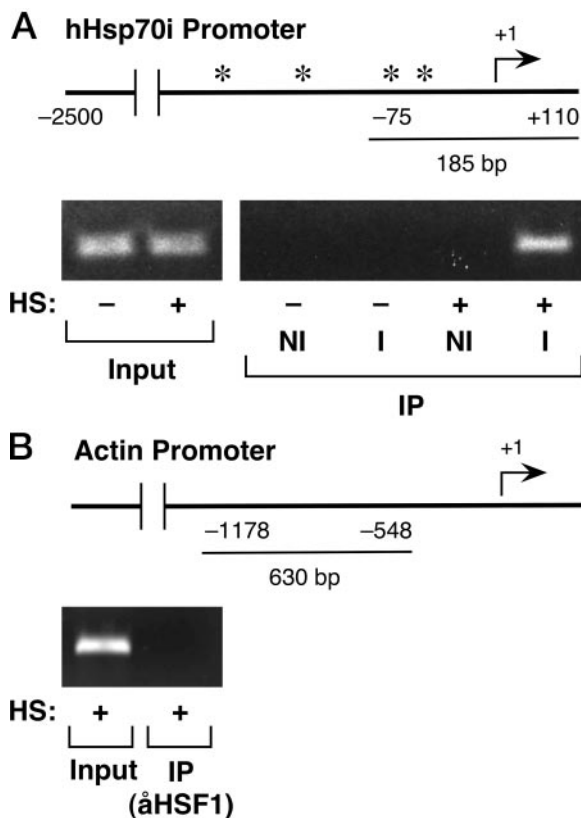 A hHsp70i Promoter
+1
* * * *
−2500 −75 +110
185 bp
HS: − + − − + +
NI I NI I
Input
IP
B Actin Promoter
+1
−1178 −548
630 bp
HS: + +
Input IP
(åHSF1)